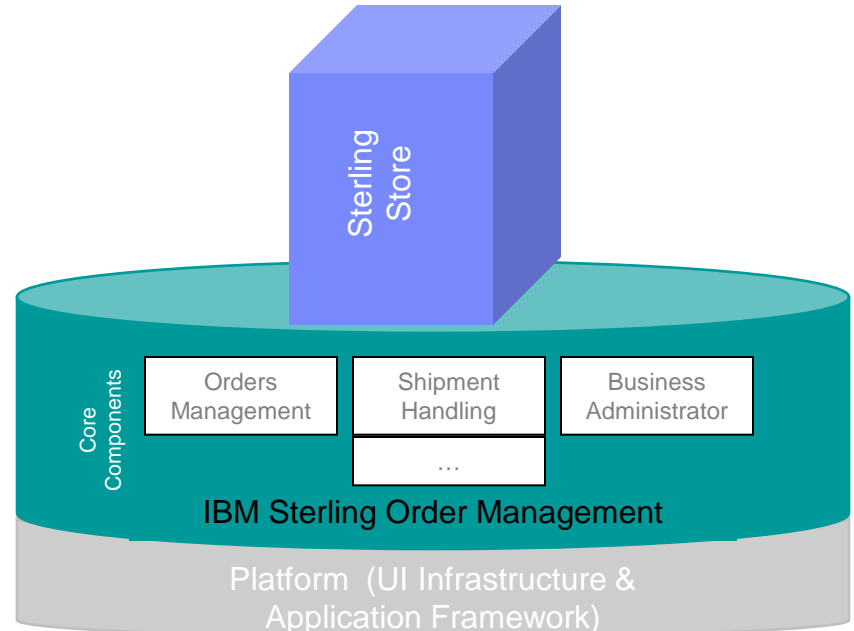 Sterling
Store
Core
Components
Orders
Management
Shipment
Handling
Business
Administrator
...
IBM Sterling Order Management
Platform (UI Infrastructure &
Application Framework)